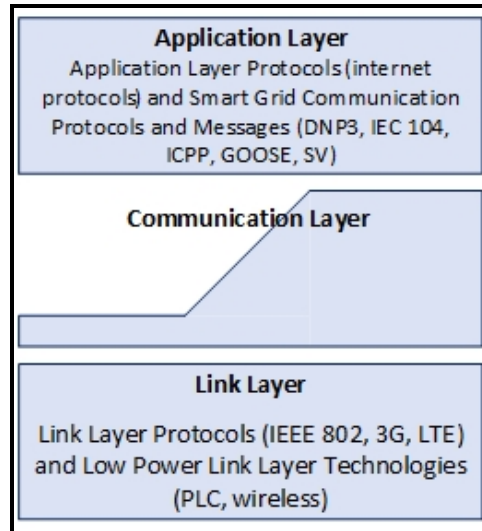 Application Layer
Application Layer Protocols (internet
protocols) and Smart Grid Communication
Protocols and Messages (DNP3, IEC 104,
ICPP, GOOSE, SV)
Communication Layer
Link Layer
Link Layer Protocols (IEEE 802, 3G, LTE)
and Low Power Link Layer Technologies
(PLC, wireless)